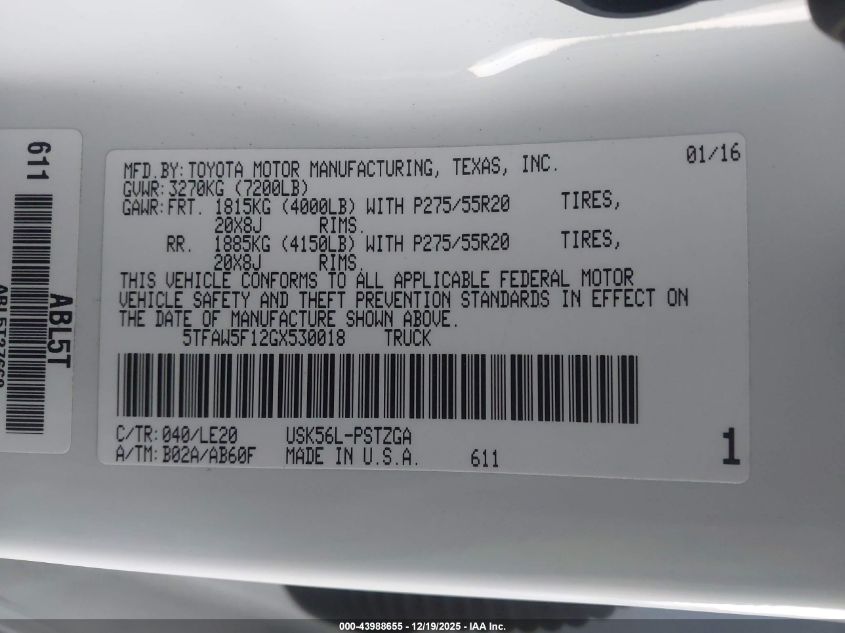 MFD.BY:TOYOTA MOTOR MANUFACTURING, TEXAS, INC. 01/16
GVWR:3270KG (7200LB)
GAWR:FRT. 1815KG (4000LB) WITH P275/55R20 TIRES,
20X8J RIMS.
RR. 1885KG (4150LB) WITH P275/55R20 TIRES,
20X8J RIMS.
THIS VEHICLE CONFORMS TO ALL APPLICABLE FEDERAL MOTOR
VEHICLE SAFETY AND THEFT PREVENTION STANDARDS IN EFFECT ON
THE DATE OF MANUFACTURE SHOWN ABOVE.
5TFAW5F12GX530018 TRUCK
C/TR:040/LE20 USK56L-PSTZGA
A/TM:B02A/AB60F MADE IN U.S.A. 611
1
611
ABL5T
000-43988655 - 12/19/2025 - IAA Inc.